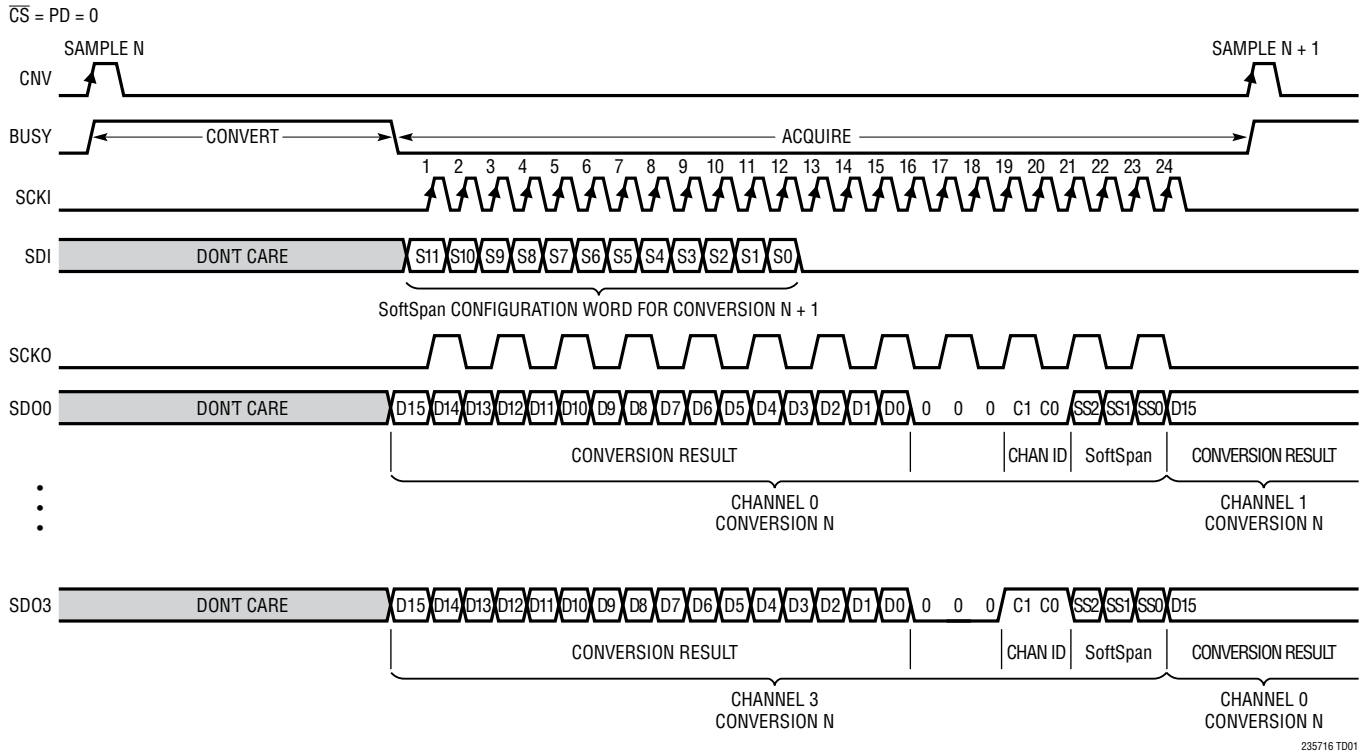 CS = PD = 0
SAMPLE N
SAMPLE N + 1
CNV
BUSY
CONVERT
ACQUIRE
1 2 3 4 5 6 7 8 9 10 11 12 13 14 15 16 17 18 19 20 21 22 23 24
SCKI
SDI
DON'T CARE
S11 S10 S9 S8 S7 S6 S5 S4 S3 S2 S1 S0
SoftSpan CONFIGURATION WORD FOR CONVERSION N + 1
SCKO
SDO0
DON'T CARE
D15 D14 D13 D12 D11 D10 D9 D8 D7 D6 D5 D4 D3 D2 D1 D0 0 0 0 C1 C0 SS2 SS1 SS0 D15
CONVERSION RESULT
CHAN ID
SoftSpan
CONVERSION RESULT
CHANNEL 0
CONVERSION N
CHANNEL 1
CONVERSION N
SDO3
DON'T CARE
D15 D14 D13 D12 D11 D10 D9 D8 D7 D6 D5 D4 D3 D2 D1 D0 0 0 0 C1 C0 SS2 SS1 SS0 D15
CONVERSION RESULT
CHAN ID
SoftSpan
CONVERSION RESULT
CHANNEL 3
CONVERSION N
CHANNEL 0
CONVERSION N
235716 TD01